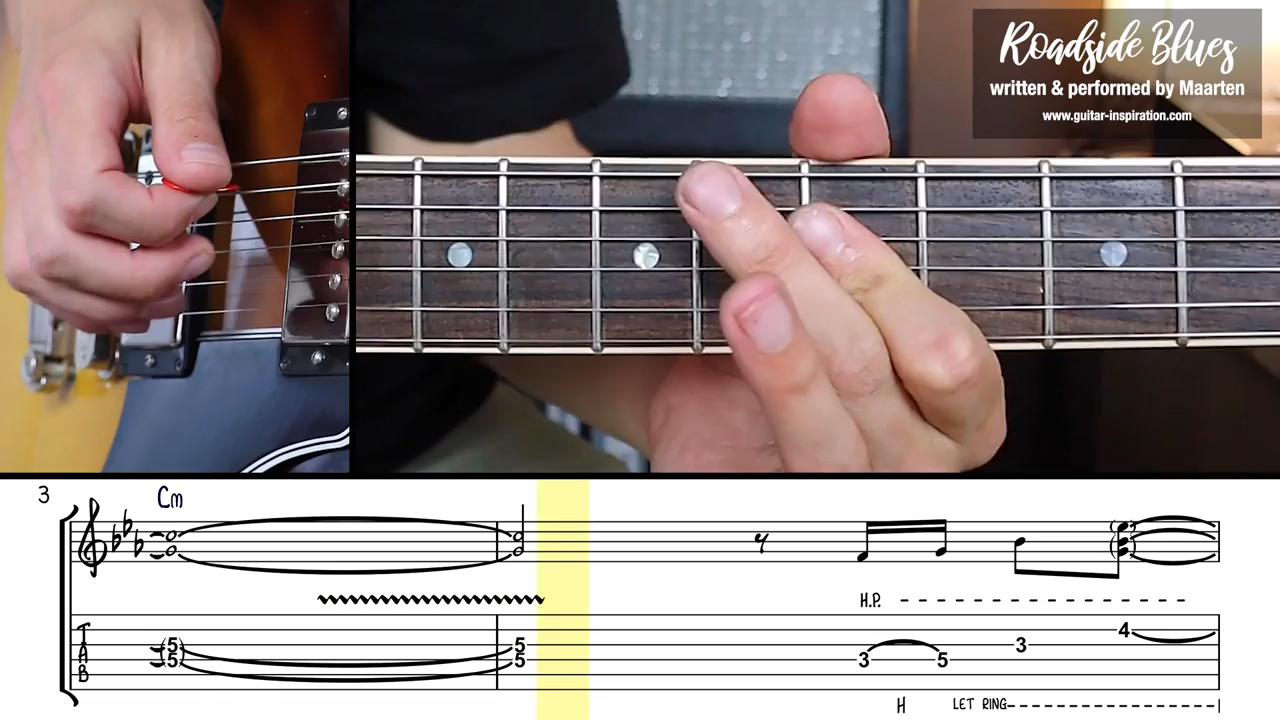 Roadside Blues
written & performed by Maarten
www.guitar-inspiration.com
3
Cm
H.P.
T
A
B
(5)
(5)
5
5
3
5
3
4
H
LET RING